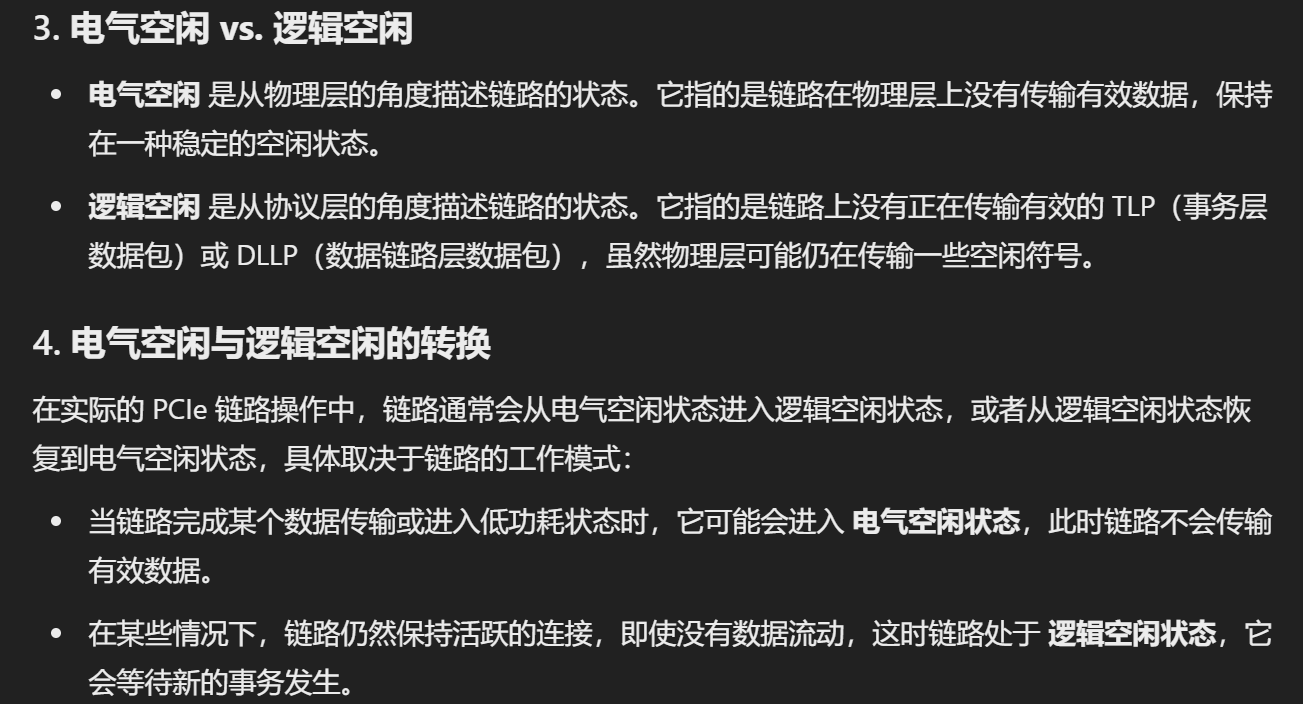 3. 电气空闲 vs. 逻辑空闲
• 电气空闲 是从物理层的角度描述链路的状态。它指的是链路在物理层上没有传输有效数据，保持
在一种稳定的空闲状态。
• 逻辑空闲 是从协议层的角度描述链路的状态。它指的是链路上没有正在传输有效的 TLP（事务层
数据包）或 DLLP（数据链路层数据包），虽然物理层可能仍在传输一些空闲符号。
4. 电气空闲与逻辑空闲的转换
在实际的 PCIe 链路操作中，链路通常会从电气空闲状态进入逻辑空闲状态，或者从逻辑空闲状态恢
复到电气空闲状态，具体取决于链路的工作模式：
• 当链路完成某个数据传输或进入低功耗状态时，它可能会进入 电气空闲状态，此时链路不会传输
有效数据。
• 在某些情况下，链路仍然保持活跃的连接，即使没有数据流动，这时链路处于 逻辑空闲状态，它
会等待新的事务发生。